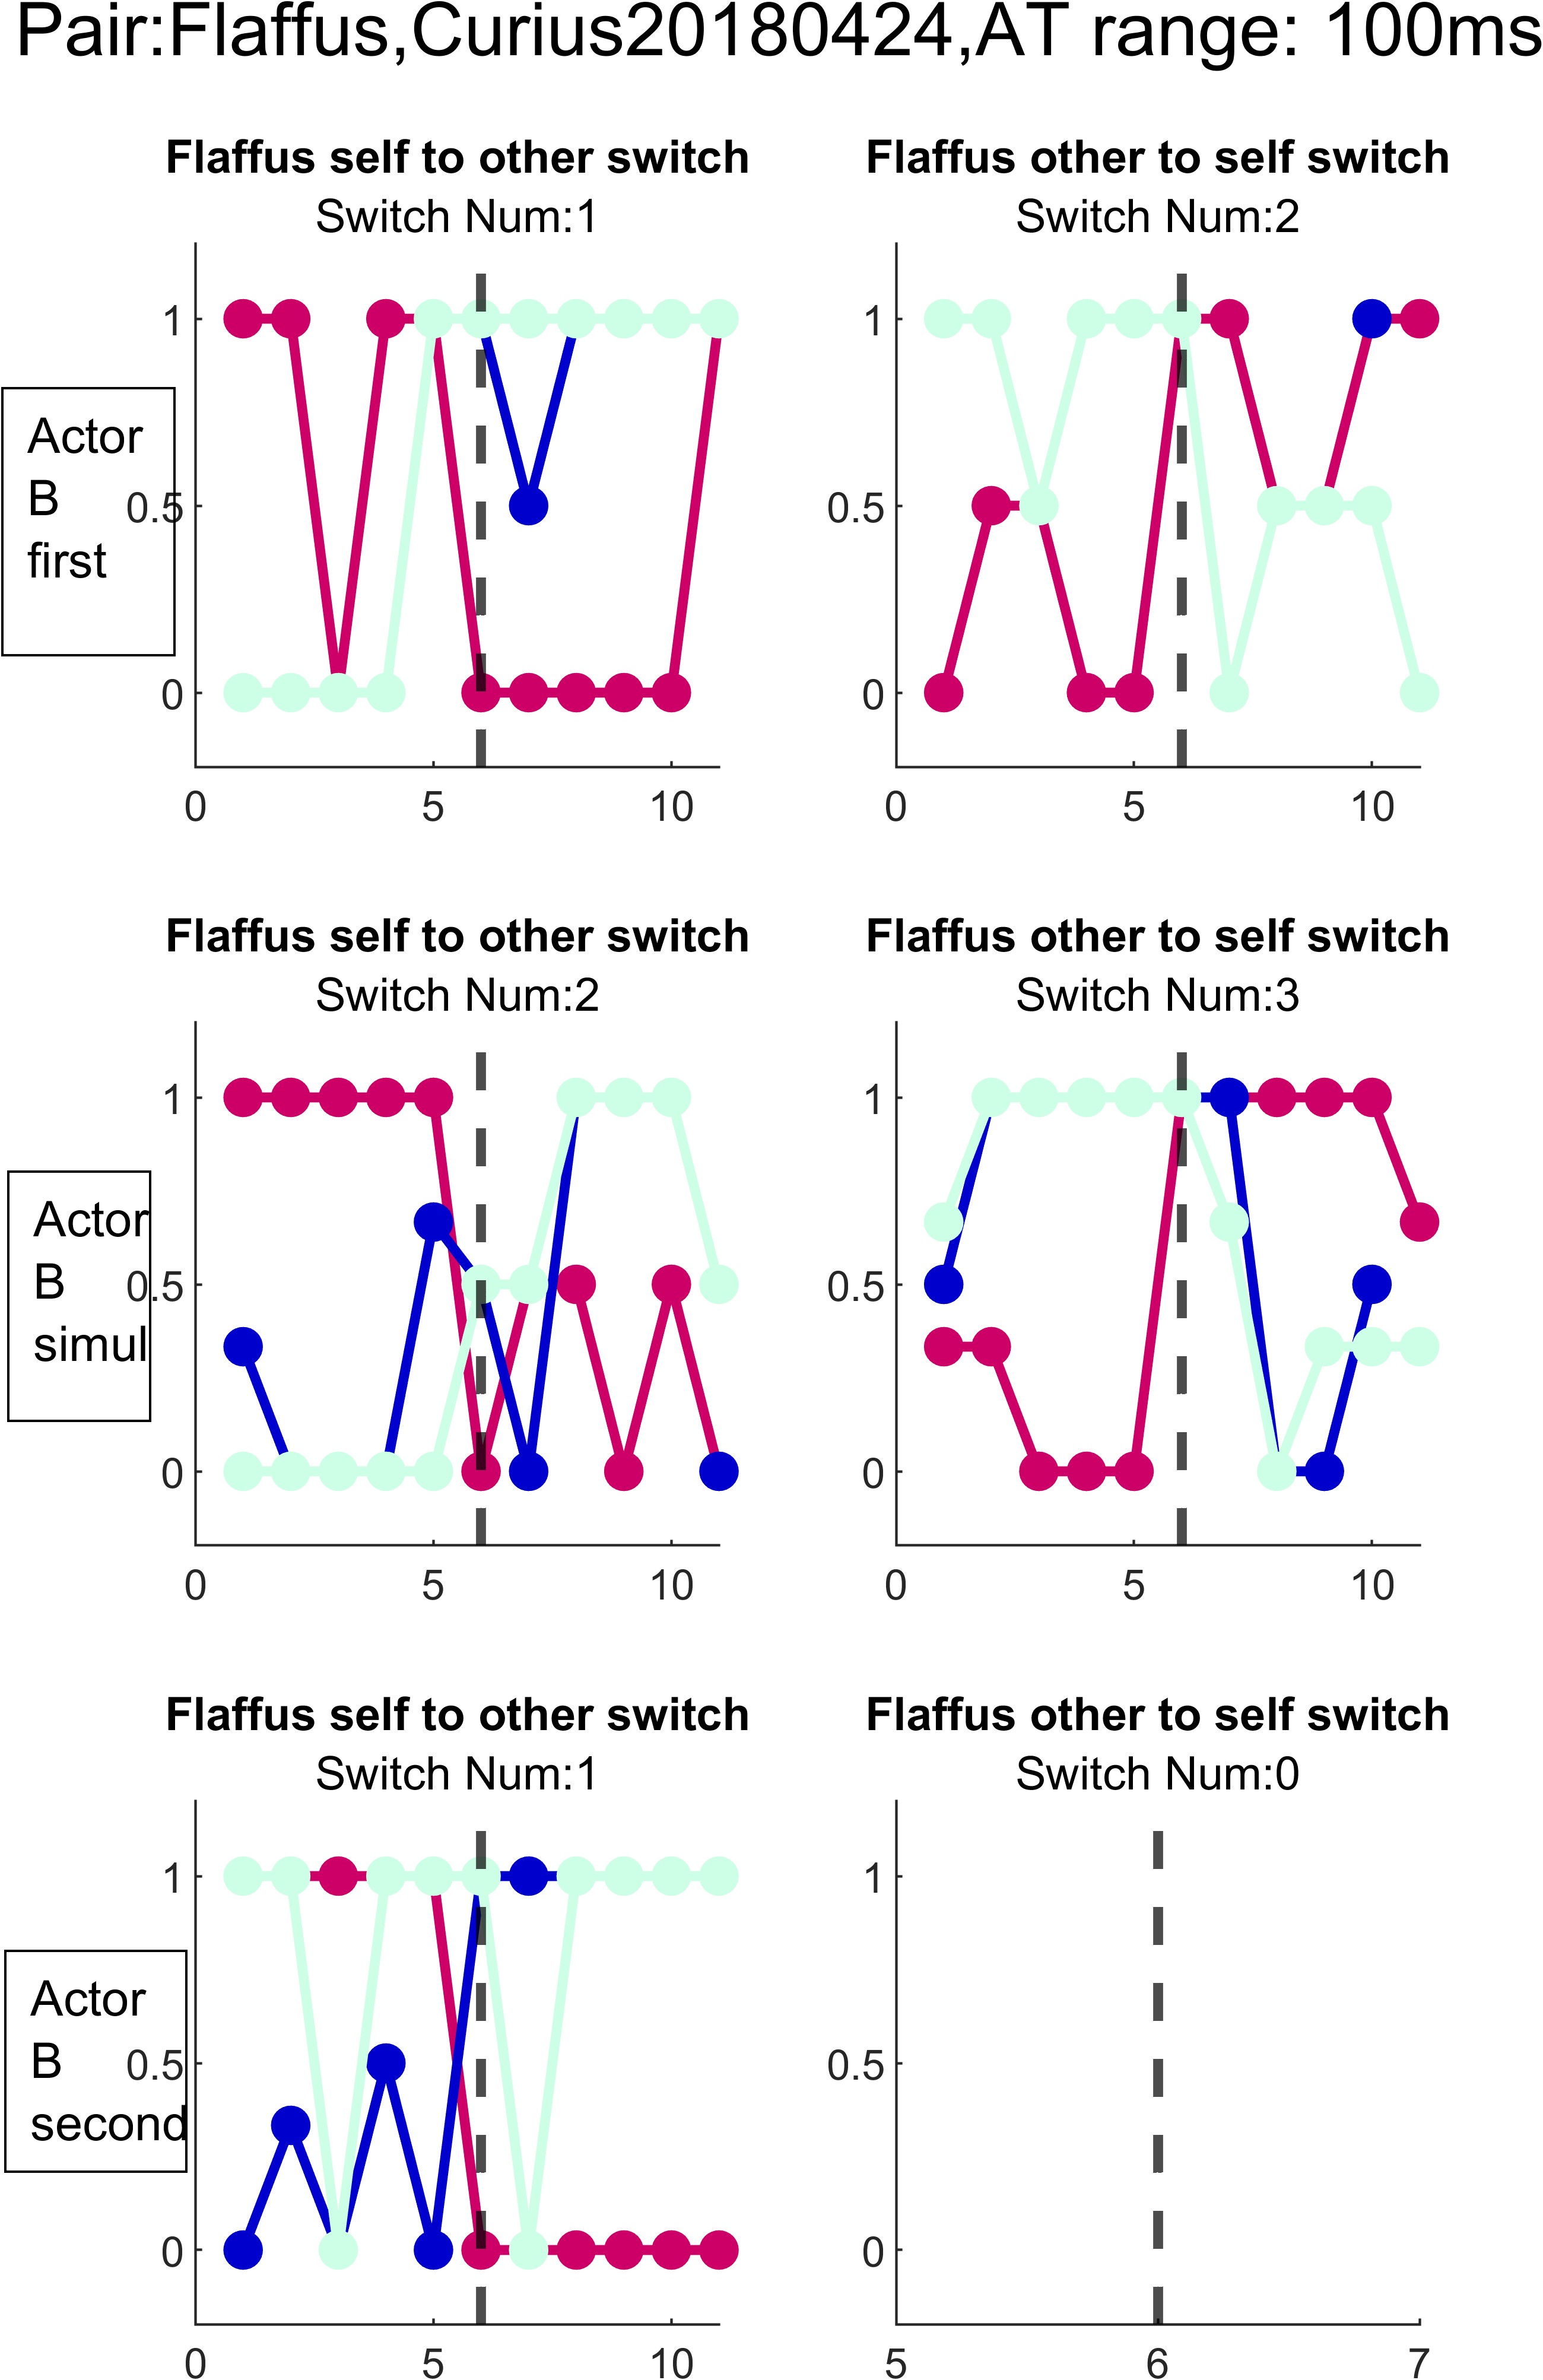 Pair:Flaffus,Curius20180424,AT range: 100ms
Flaffus self to other switch
Switch Num:1
Flaffus other to self switch
Switch Num:2
Actor
B
first
1
0.5
0
0 5 10
1
0.5
0
0 5 10
Flaffus self to other switch
Switch Num:2
Flaffus other to self switch
Switch Num:3
Actor
B
simul
1
0.5
0
0 5 10
1
0.5
0
0 5 10
Flaffus self to other switch
Switch Num:1
Flaffus other to self switch
Switch Num:0
Actor
B
second
1
0.5
0
0 5 10
1
0.5
0
5 6 7